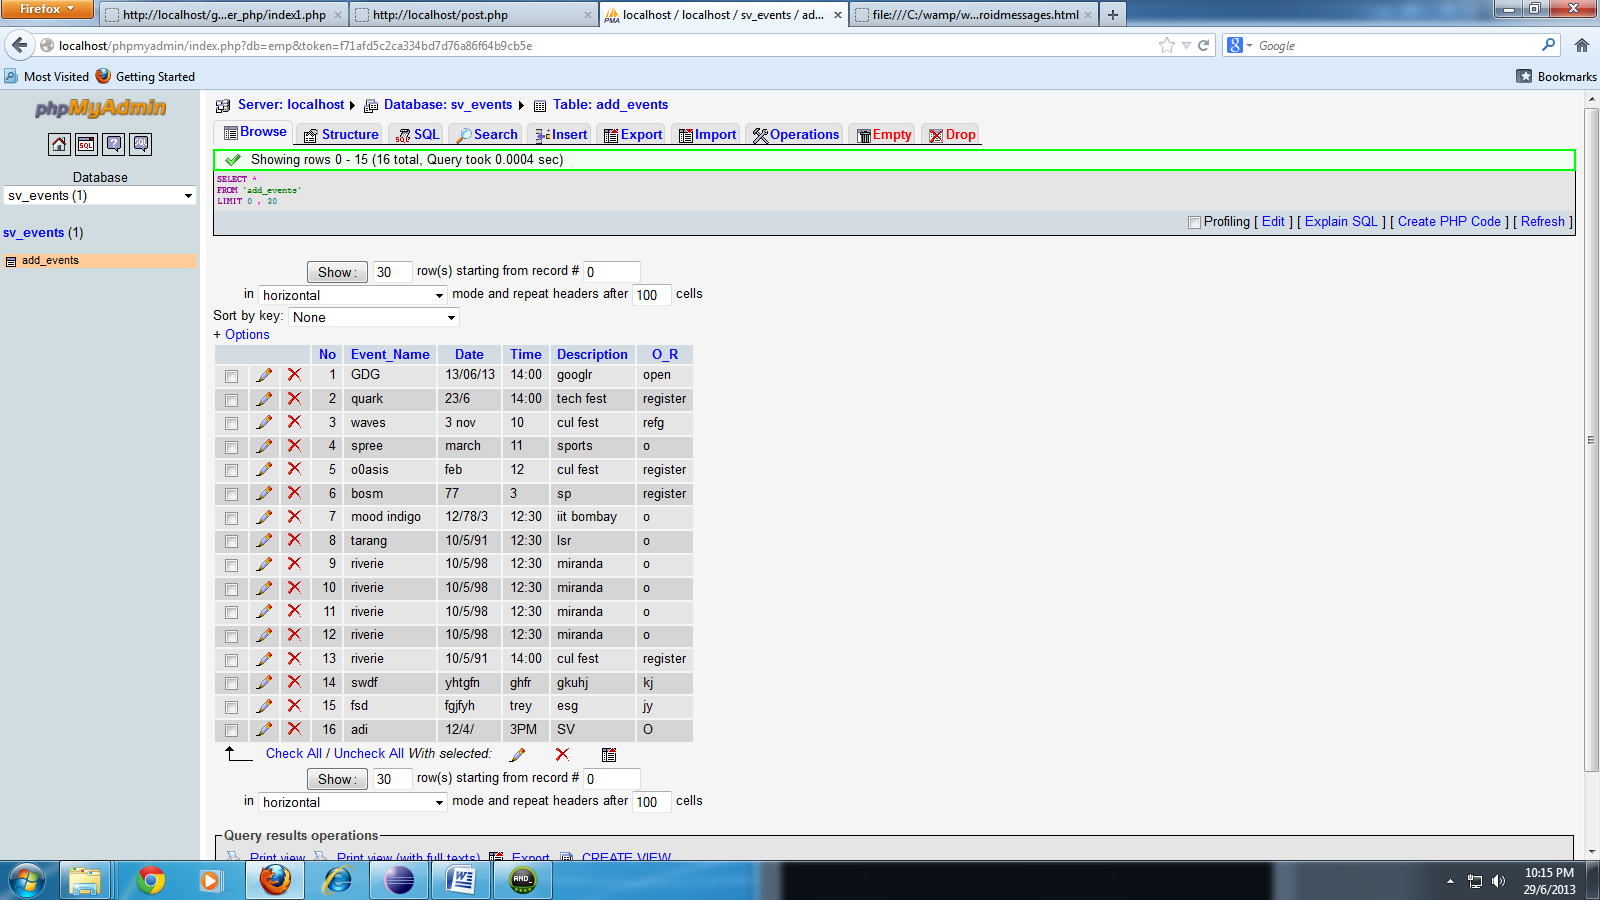 Firefox
http://localhost/g...er_php/index1.php
http://localhost/post.php
localhost / localhost / sv_events / ad...
file:///C:/wamp/w...roidmessages.html
localhost/phpmyadmin/index.php?db=emp&token=f71afd5c2ca334bd7d76a86f64b9cb5e
Google
Most Visited Getting Started Bookmarks
phpMyAdmin
Server: localhost Database: sv_events Table: add_events
Browse Structure SQL Search Insert Export Import Operations Empty Drop
Database
sv_events (1)
sv_events (1)
add_events
Showing rows 0 - 15 (16 total, Query took 0.0004 sec)
SELECT *
FROM `add_events`
LIMIT 0 , 30
Profiling [ Edit ] [ Explain SQL ] [ Create PHP Code ] [ Refresh ]
Show : 30 row(s) starting from record # 0
in horizontal mode and repeat headers after 100 cells
Sort by key: None
+ Options
No Event_Name Date Time Description O_R
1 GDG 13/06/13 14:00 googlr open
2 quark 23/6 14:00 tech fest register
3 waves 3 nov 10 cul fest refg
4 spree march 11 sports o
5 o0asis feb 12 cul fest register
6 bosm 77 3 sp register
7 mood indigo 12/78/3 12:30 iit bombay o
8 tarang 10/5/91 12:30 lsr o
9 riverie 10/5/98 12:30 miranda o
10 riverie 10/5/98 12:30 miranda o
11 riverie 10/5/98 12:30 miranda o
12 riverie 10/5/98 12:30 miranda o
13 riverie 10/5/91 14:00 cul fest register
14 swdf yhtgfn ghfr gkuhj kj
15 fsd fgjfyh trey esg jy
16 adi 12/4/ 3PM SV O
Check All / Uncheck All With selected:
Show : 30 row(s) starting from record # 0
in horizontal mode and repeat headers after 100 cells
Query results operations
Print view Print view (with full texts) Export CREATE VIEW
10:15 PM
29/6/2013